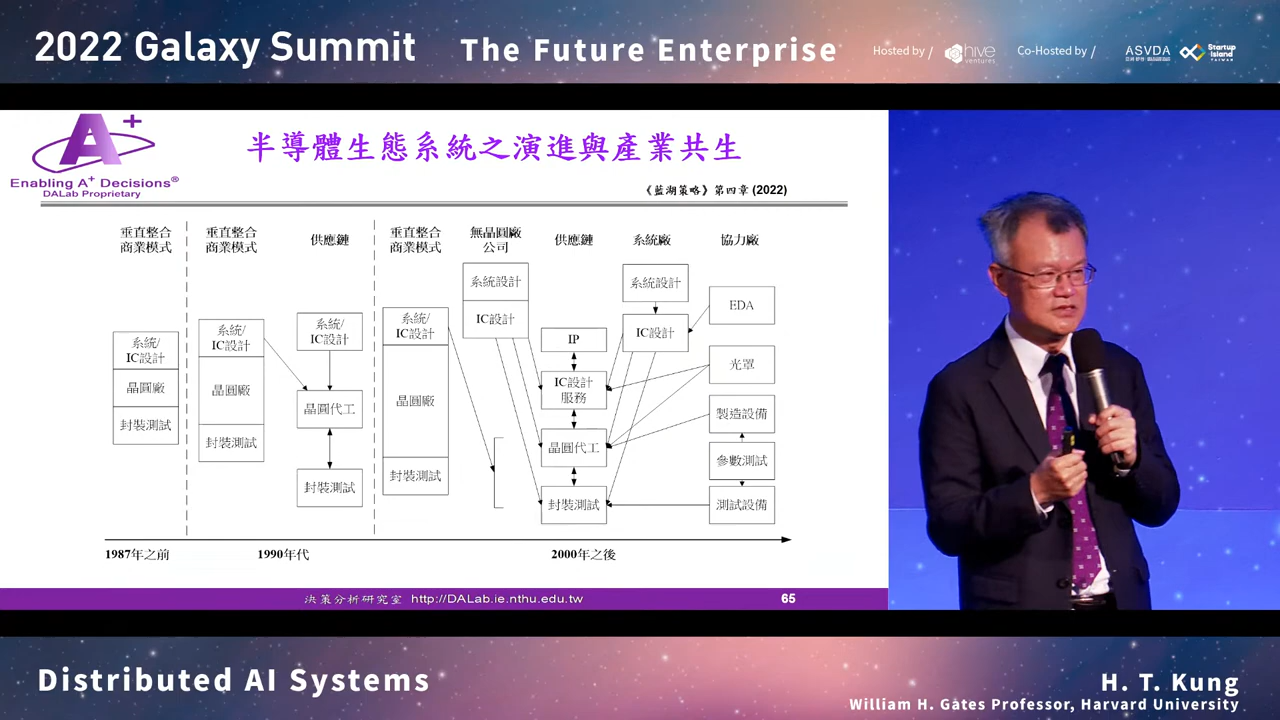 2022 Galaxy Summit
The Future Enterprise
Hosted by /
hive
ventures
Co-Hosted by /
ASVDA
Startup
Island
TAIWAN
A+
Enabling A+ Decisions®
DALab Proprietary
半導體生態系統之演進與產業共生
《藍湖策略》第四章 (2022)
垂直整合
商業模式
垂直整合
商業模式
供應鏈
垂直整合
商業模式
無晶圓廠
公司
供應鏈
系統廠
協力廠
系統/
IC設計
晶圓廠
封裝測試
系統/
IC設計
晶圓廠
封裝測試
系統/
IC設計
晶圓代工
封裝測試
系統/
IC設計
晶圓廠
封裝測試
系統設計
IC設計
IP
IC設計
服務
晶圓代工
封裝測試
系統設計
IC設計
EDA
光罩
製造設備
參數測試
測試設備
1987年之前
1990年代
2000年之後
決策分析研究室 http://DALab.ie.nthu.edu.tw
65
Distributed AI Systems
H. T. Kung
William H. Gates Professor, Harvard University